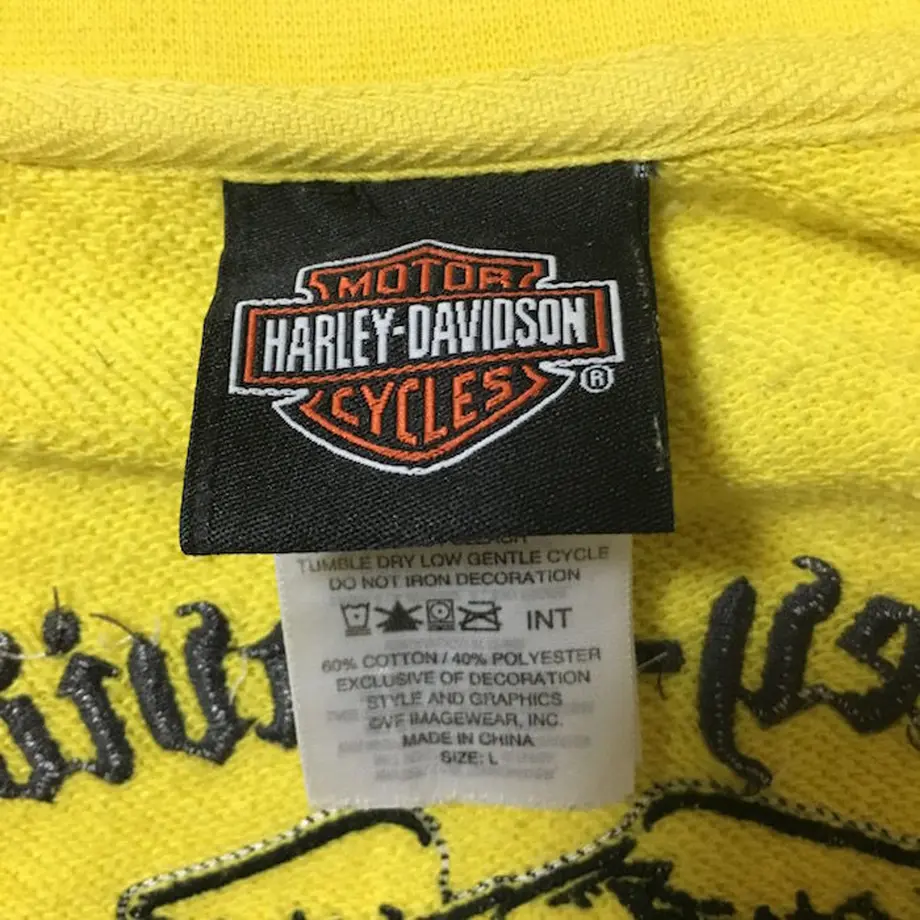 MOTOR
HARLEY-DAVIDSON
CYCLES
®
TUMBLE DRY LOW GENTLE CYCLE
DO NOT IRON DECORATION
INT
60% COTTON / 40% POLYESTER
EXCLUSIVE OF DECORATION
STYLE AND GRAPHICS
©VF IMAGEWEAR, INC.
MADE IN CHINA
SIZE: L